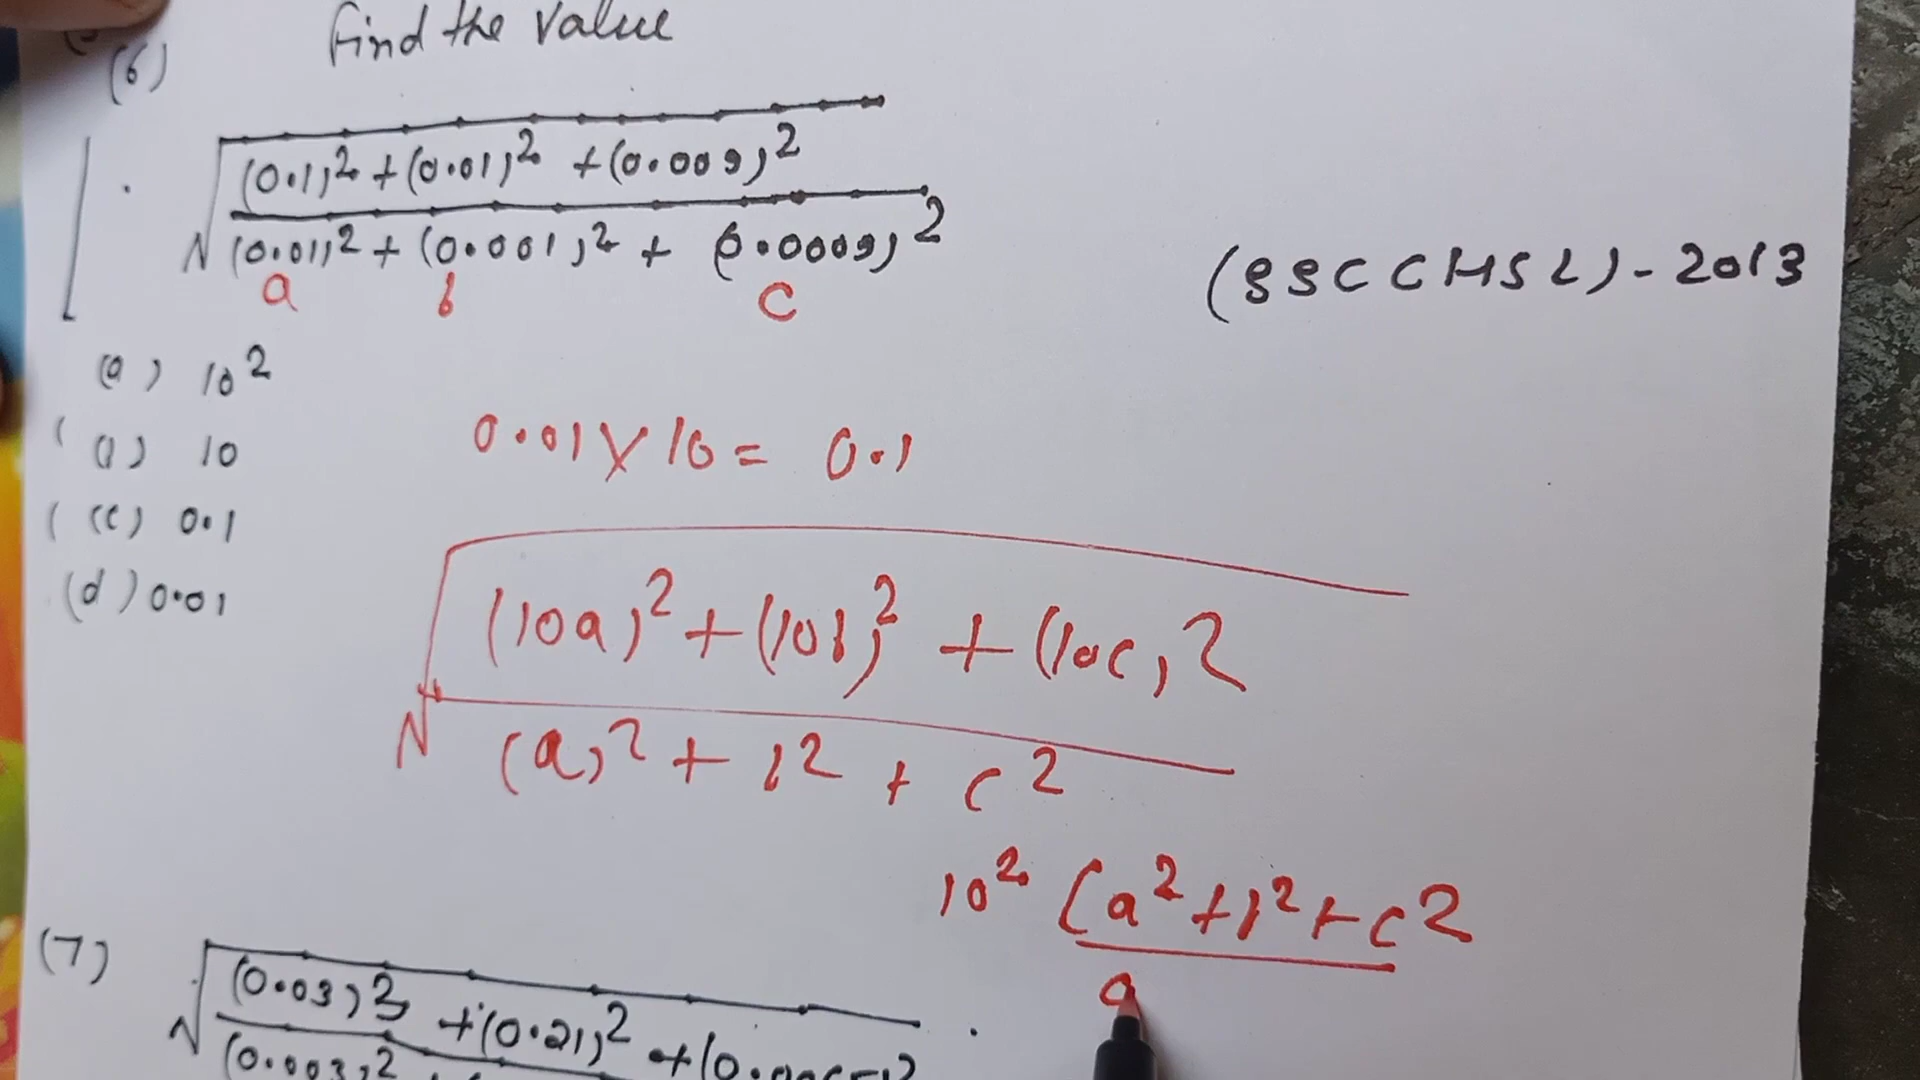 (6) Find the value
√((0.1)² + (0.01)² + (0.009)²
(0.01)² + (0.001)² + (0.0009)²
a b c
(SSC CHSL) - 2013
(a) 10²
0.01 X 10 = 0.1
10
(c) 0.1
(d) 0.01
√(10a)² + (10b)² + (10c)²
(a)² + b² + c²
10² (a² + b² + c²
a
(7) √(0.03)² + (0.21)² + (0.
(0.003)²